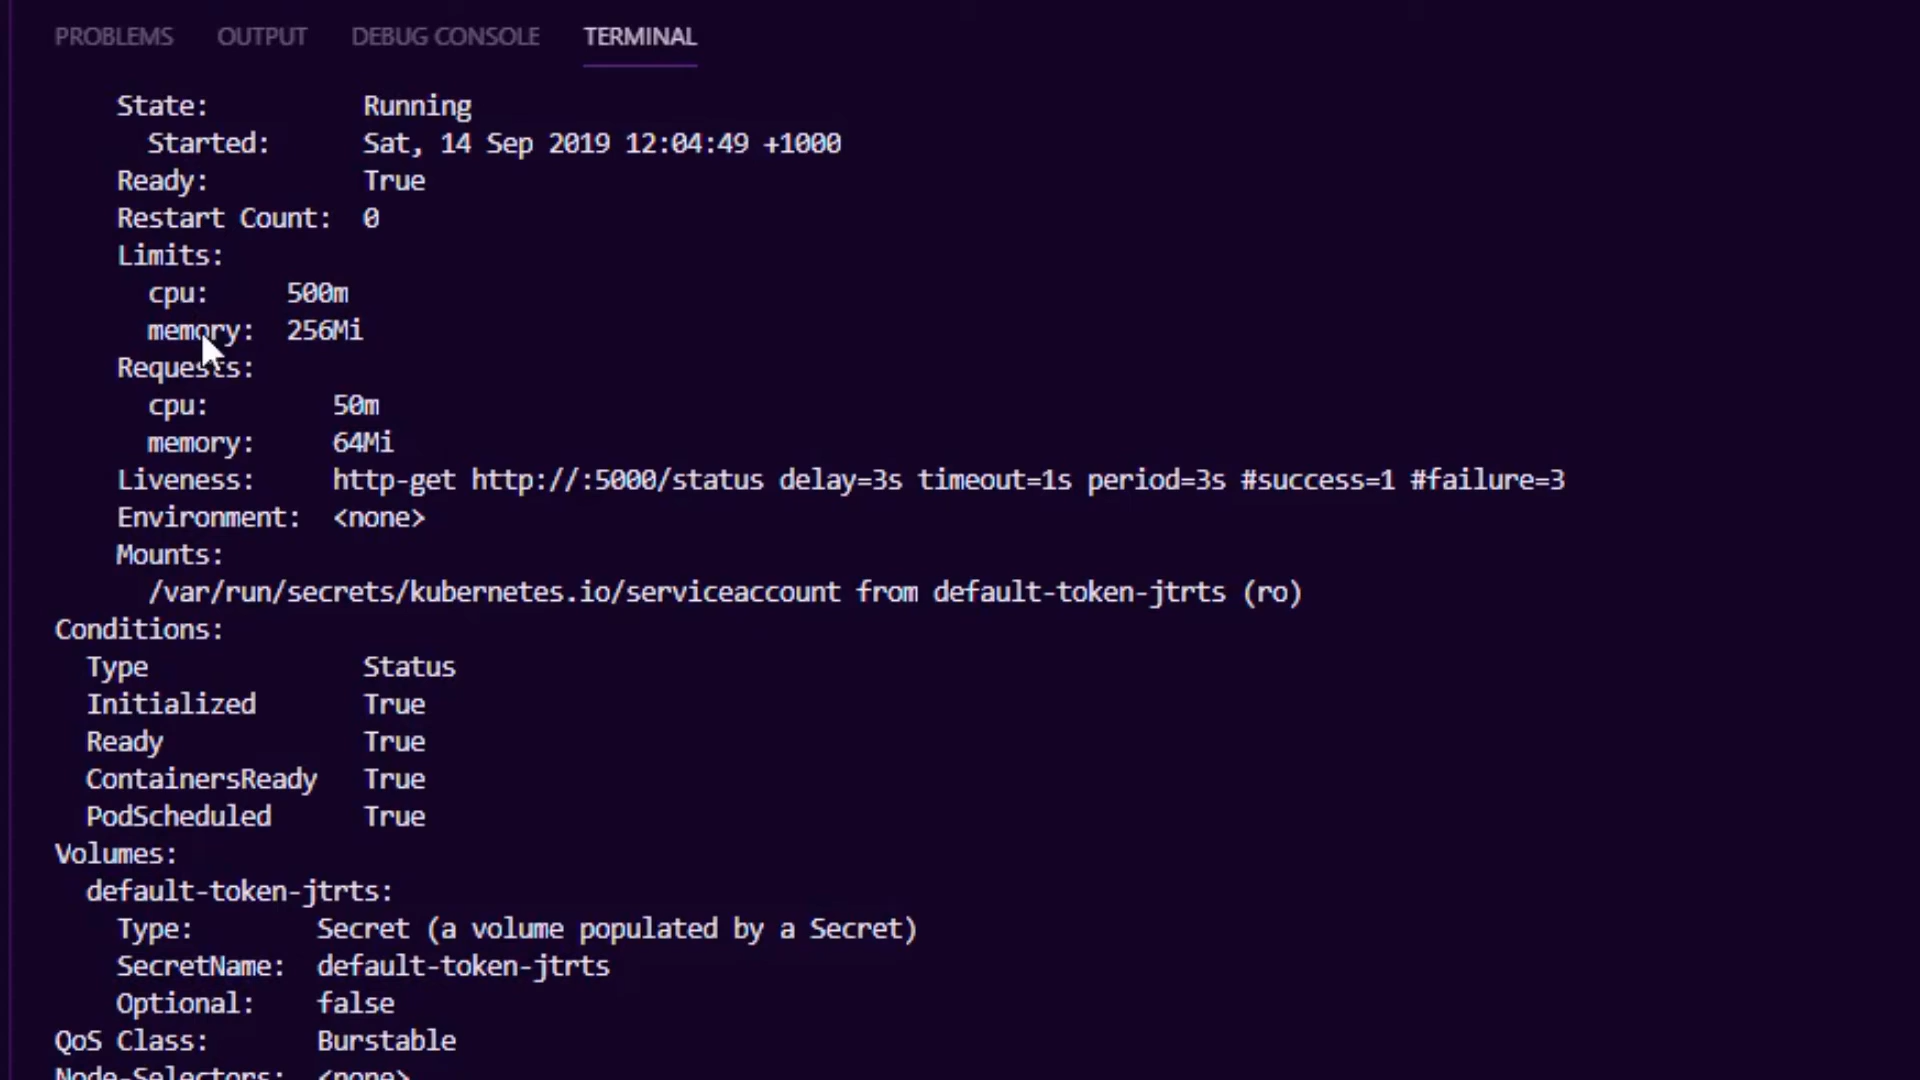 PROBLEMS OUTPUT DEBUG CONSOLE TERMINAL
State: Running
Started: Sat, 14 Sep 2019 12:04:49 +1000
Ready: True
Restart Count: 0
Limits:
cpu: 500m
memory: 256Mi
Requests:
cpu: 50m
memory: 64Mi
Liveness: http-get http://:5000/status delay=3s timeout=1s period=3s #success=1 #failure=3
Environment: <none>
Mounts:
/var/run/secrets/kubernetes.io/serviceaccount from default-token-jtrts (ro)
Conditions:
Type Status
Initialized True
Ready True
ContainersReady True
PodScheduled True
Volumes:
default-token-jtrts:
Type: Secret (a volume populated by a Secret)
SecretName: default-token-jtrts
Optional: false
QoS Class: Burstable
Node-Selectors: <none>